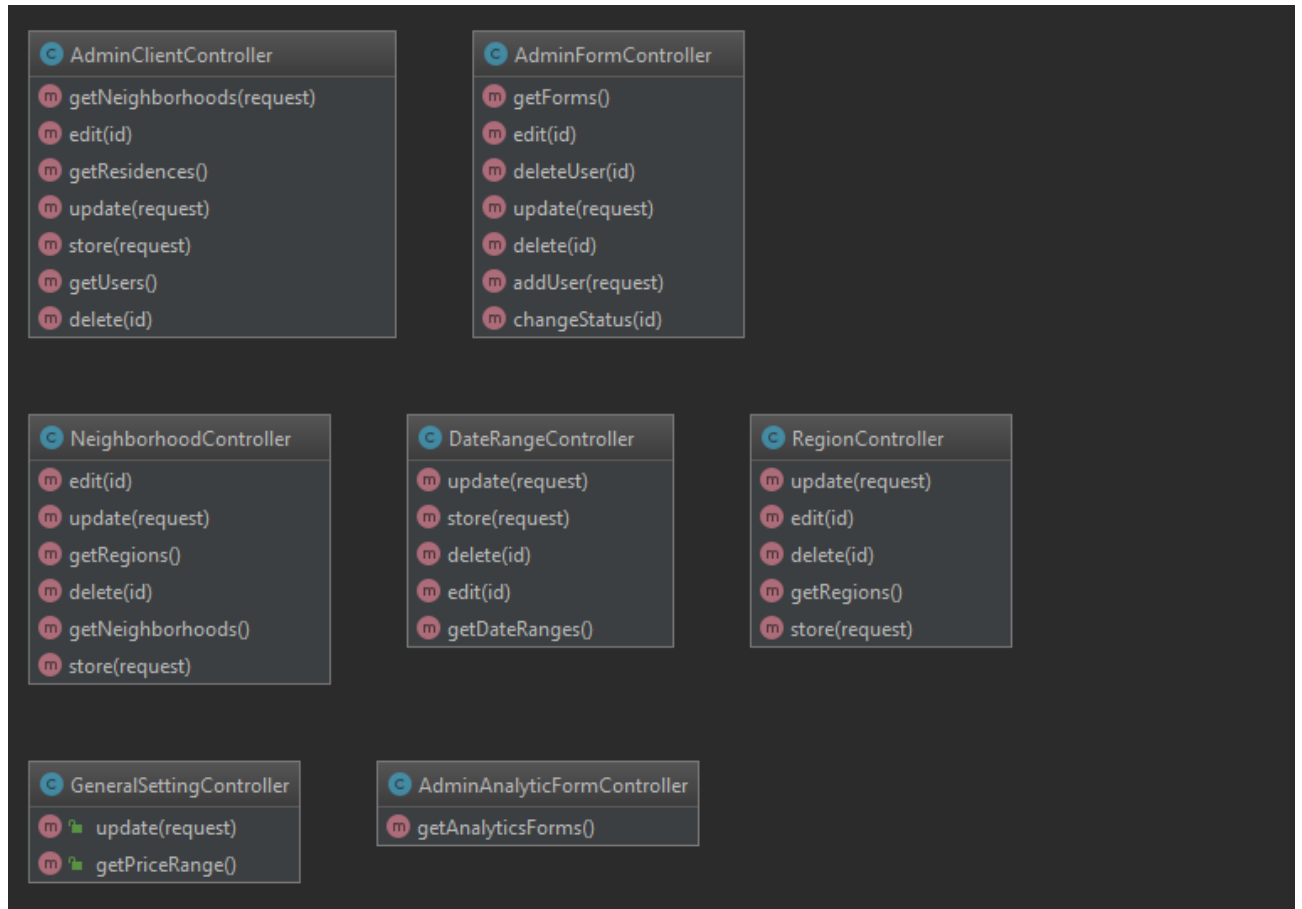 AdminClientController
getNeighborhoods(request)
edit(id)
getResidences()
update(request)
store(request)
getUsers()
delete(id)
AdminFormController
getForms()
edit(id)
deleteUser(id)
update(request)
delete(id)
addUser(request)
changeStatus(id)
NeighborhoodController
edit(id)
update(request)
getRegions()
delete(id)
getNeighborhoods()
store(request)
DateRangeController
update(request)
store(request)
delete(id)
edit(id)
getDateRanges()
RegionController
update(request)
edit(id)
delete(id)
getRegions()
store(request)
GeneralSettingController
update(request)
getPriceRange()
AdminAnalyticFormController
getAnalyticsForms()